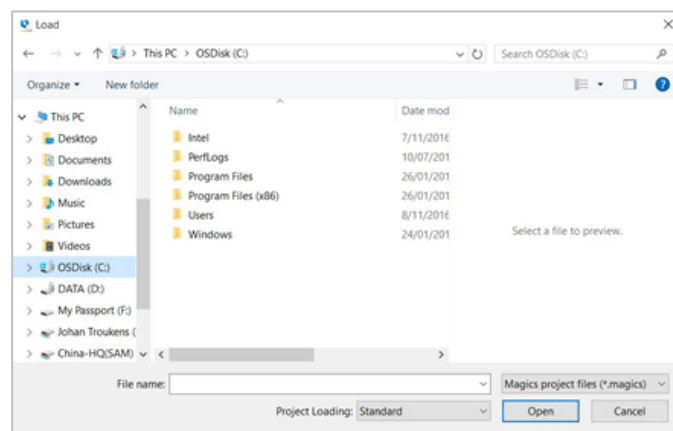 Load
This PC > OSDisk (C:)
Search OSDisk (C:)
Organize
New folder
This PC
Desktop
Documents
Downloads
Music
Pictures
Videos
OSDisk (C:)
DATA (D:)
My Passport (F:)
Johan Troukens (
China-HQ(SAM)
Name Date mod
Intel 7/11/2016
PerfLogs 10/07/201
Program Files 26/01/201
Program Files (x86) 26/01/201
Users 8/11/2016
Windows 24/01/201
Select a file to preview.
File name:
Magics project files (*.magics)
Project Loading: Standard
Open
Cancel